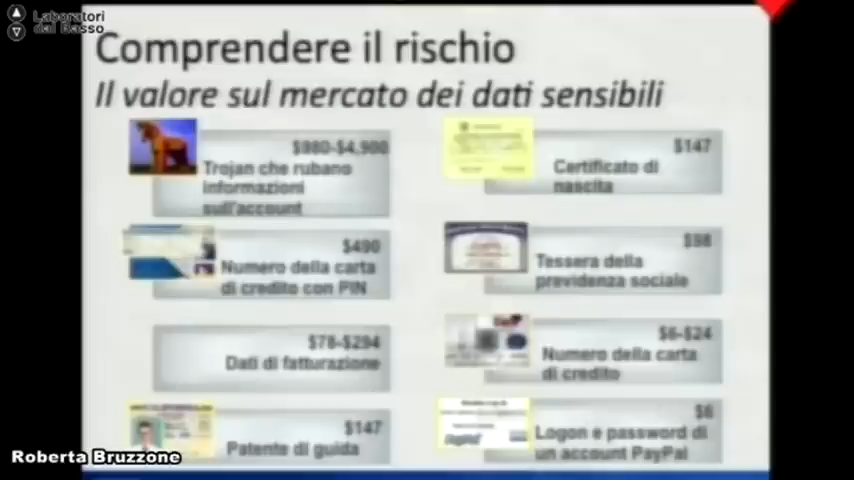 Laboratori
dal Basso
Comprendere il rischio
Il valore sul mercato dei dati sensibili
$980-$4,900
Trojan che rubano
informazioni
sull'account
$147
Certificato di
nascita
$490
Numero della carta
di credito con PIN
$98
Tessera della
previdenza sociale
$78-$294
Dati di fatturazione
$6-$24
Numero della carta
di credito
$147
Patente di guida
$6
Logon e password di
un account PayPal
Roberta Bruzzone